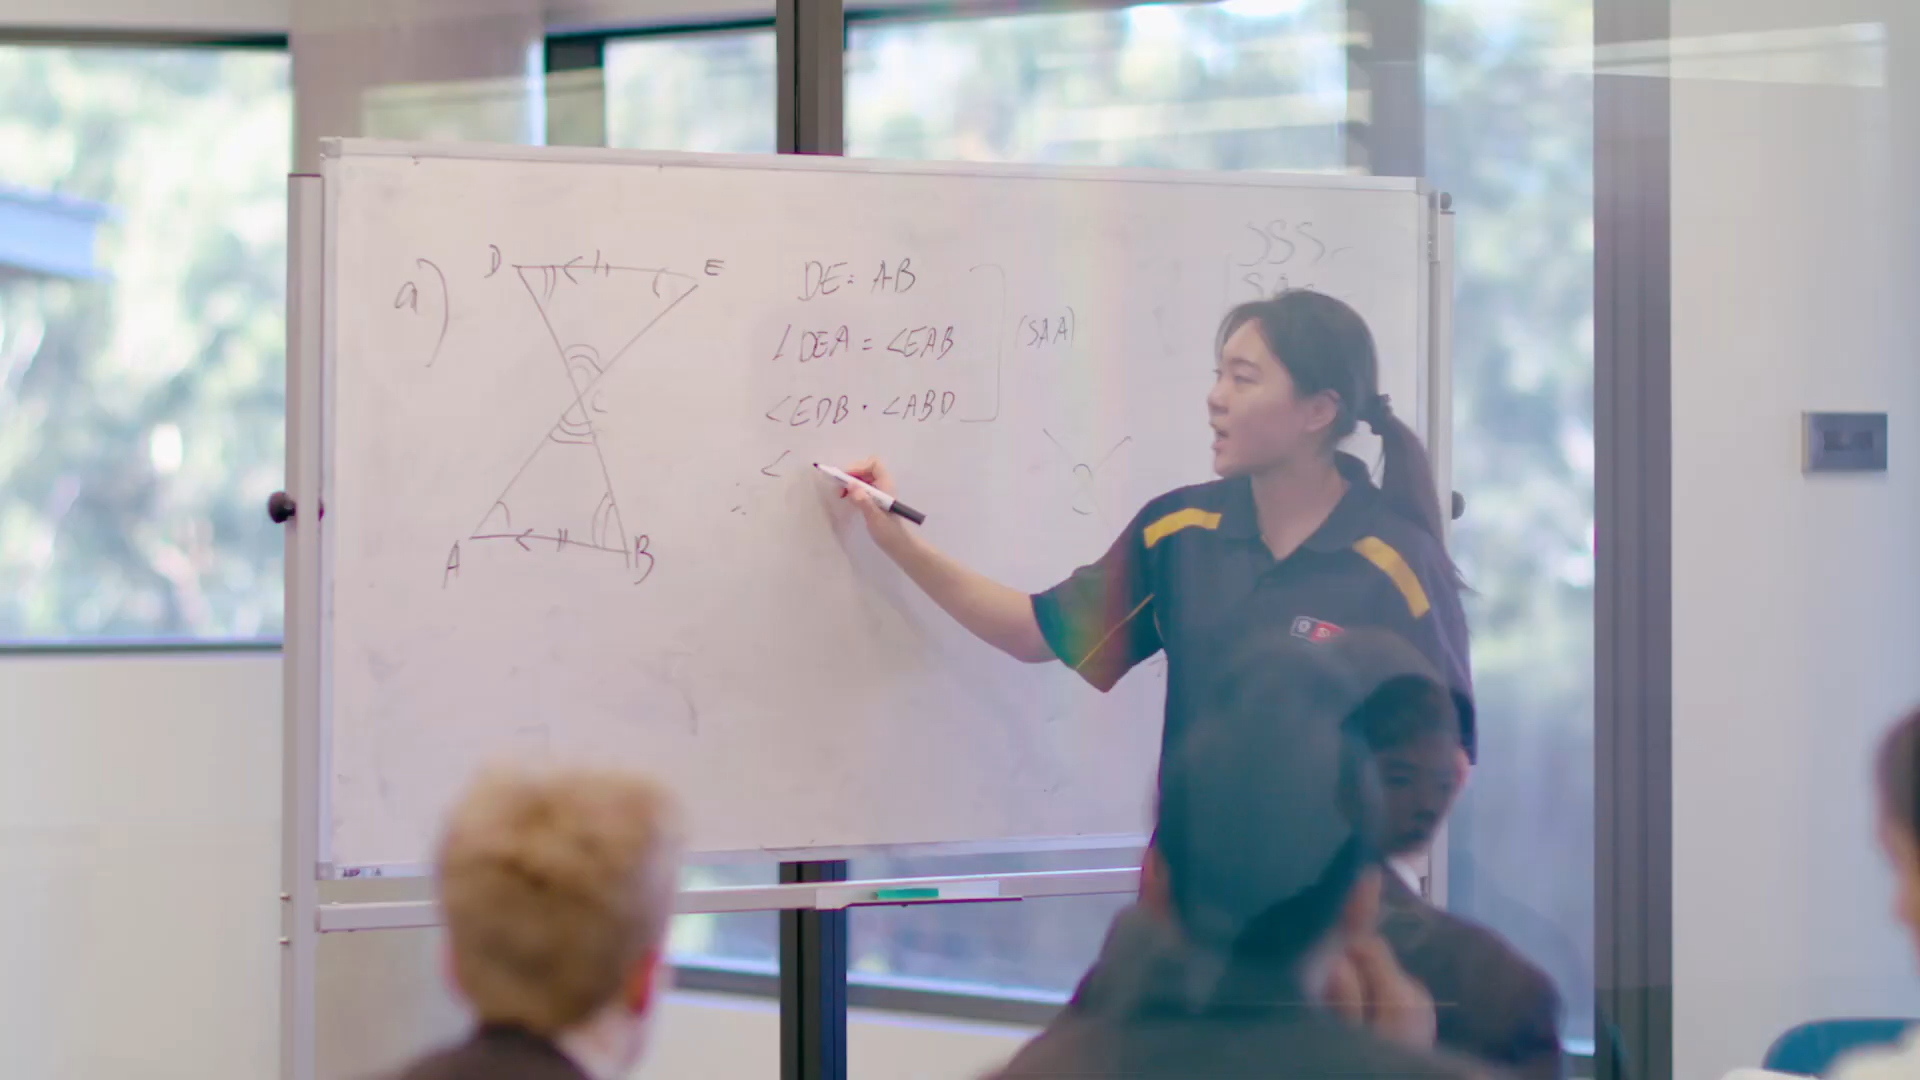 a)
D
E
C
A
B
DE = AB
∠DEA = ∠EAB
∠EDB = ∠ABD
(SAA)
∠
∴
SSS